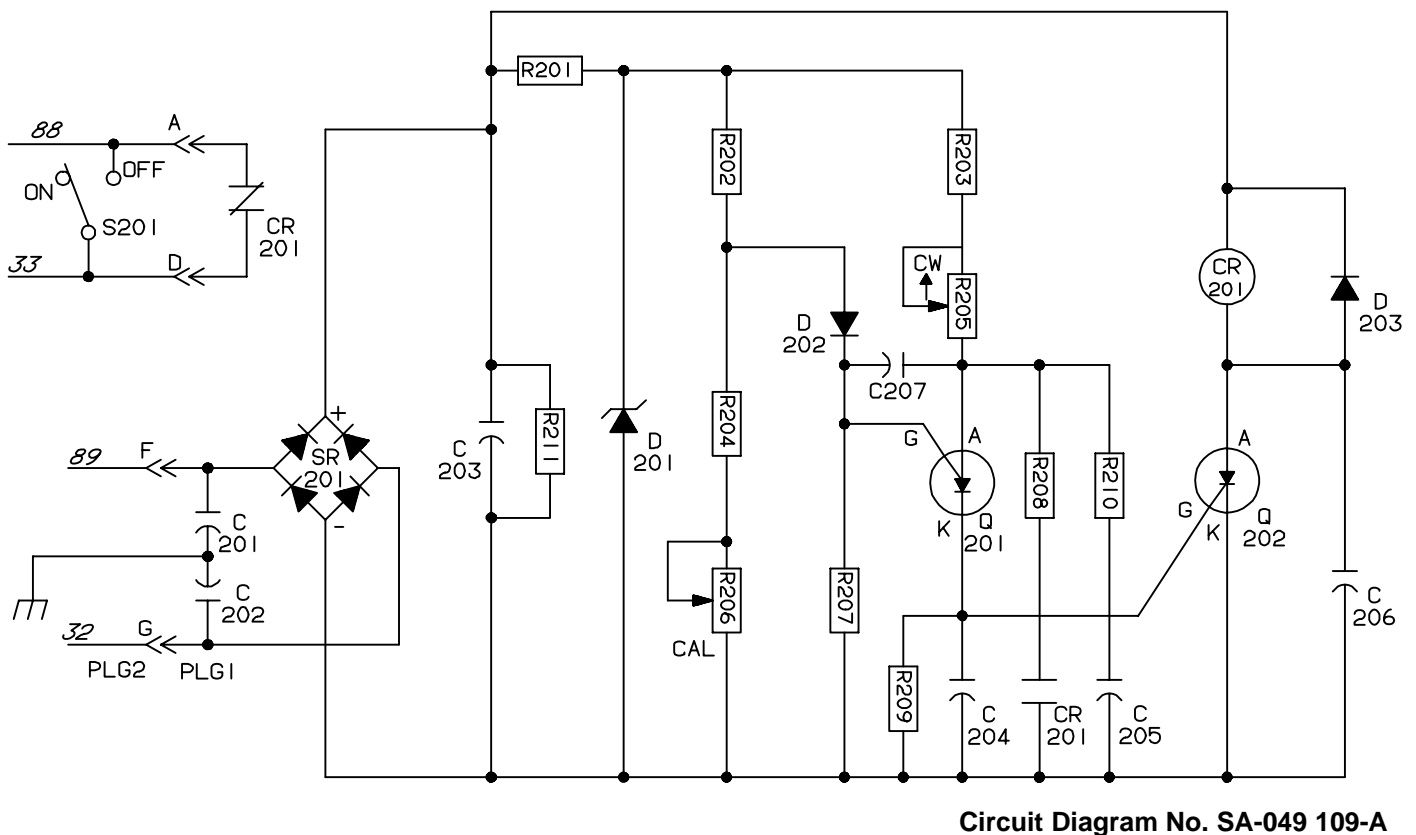 R201
88
A
OFF
ON
S201
CR
201
33
D
R202
R203
CW
R205
CR
201
D
203
D
202
C207
+
SR
201
-
89
F
C
201
C
202
32
G
PLG2
PLG1
C
203
R211
D
201
R204
R206
CAL
G
A
K
Q
201
R207
R208
R210
A
G
K
Q
202
R209
C
204
CR
201
C
205
C
206
Circuit Diagram No. SA-049 109-A